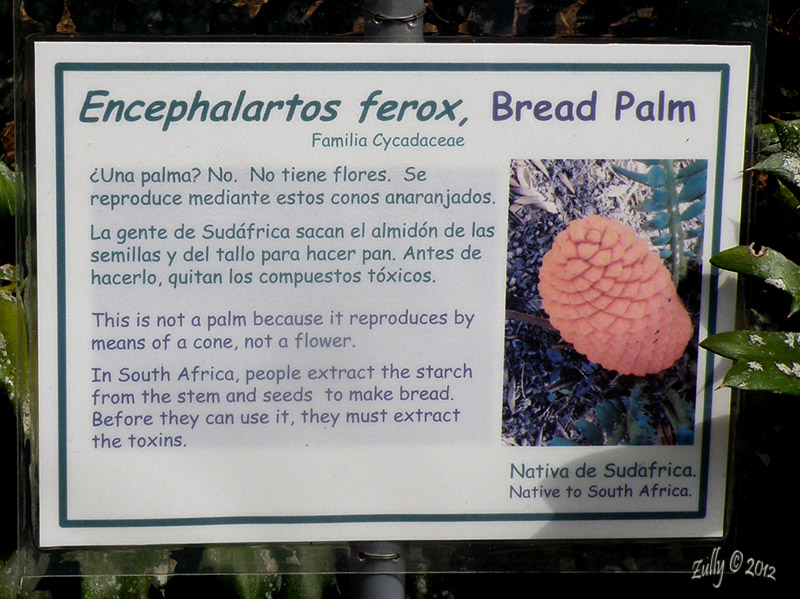 Encephalartos ferox, Bread Palm
Familia Cycadaceae
¿Una palma? No. No tiene flores. Se
reproduce mediante estos conos anaranjados.
La gente de Sudáfrica sacan el almidón de las
semillas y del tallo para hacer pan. Antes de
hacerlo, quitan los compuestos tóxicos.
This is not a palm because it reproduces by
means of a cone, not a flower.
In South Africa, people extract the starch
from the stem and seeds to make bread.
Before they can use it, they must extract
the toxins.
Nativa de Sudáfrica.
Native to South Africa.
Zully © 2012